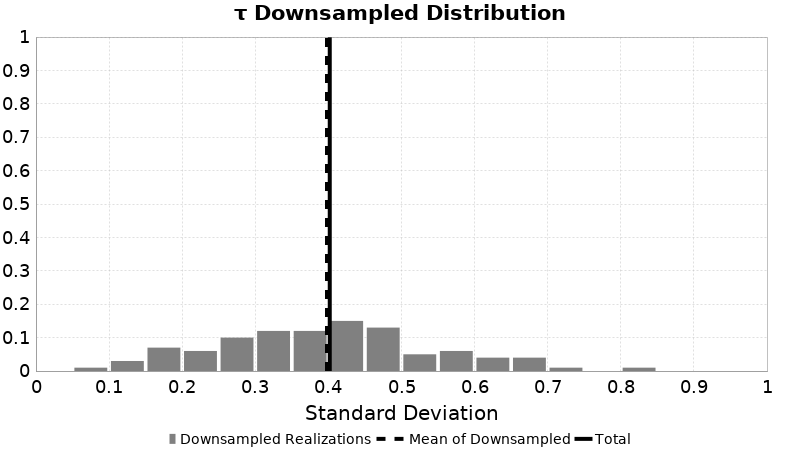 τ Downsampled Distribution
1
0.9
0.8
0.7
0.6
0.5
0.4
0.3
0.2
0.1
0
0 0.1 0.2 0.3 0.4 0.5 0.6 0.7 0.8 0.9 1
Standard Deviation
Downsampled Realizations Mean of Downsampled Total